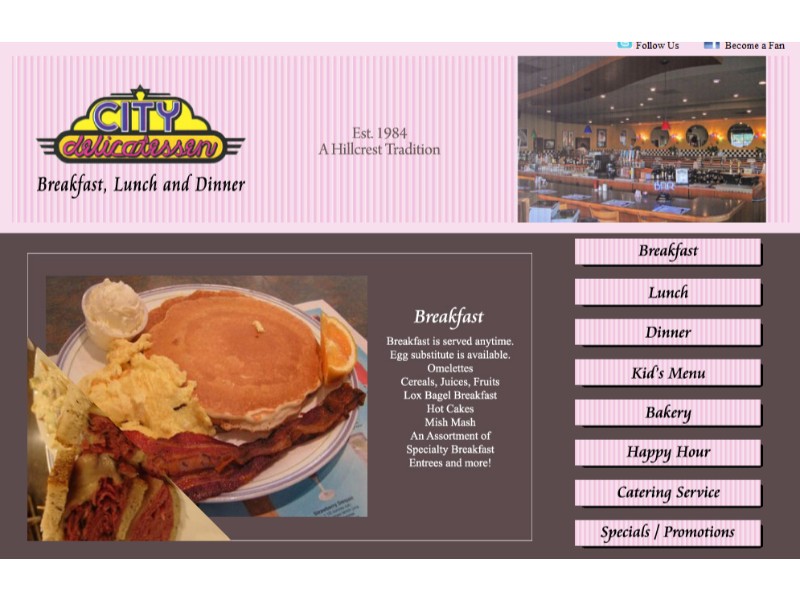 Follow Us
Become a Fan
CITY
delicatessen
Breakfast, Lunch and Dinner
Est. 1984
A Hillcrest Tradition
BAR
Breakfast
Breakfast is served anytime.
Egg substitute is available.
Omelettes
Cereals, Juices, Fruits
Lox Bagel Breakfast
Hot Cakes
Mish Mash
An Assortment of
Specialty Breakfast
Entrees and more!
Breakfast
Lunch
Dinner
Kid's Menu
Bakery
Happy Hour
Catering Service
Specials / Promotions